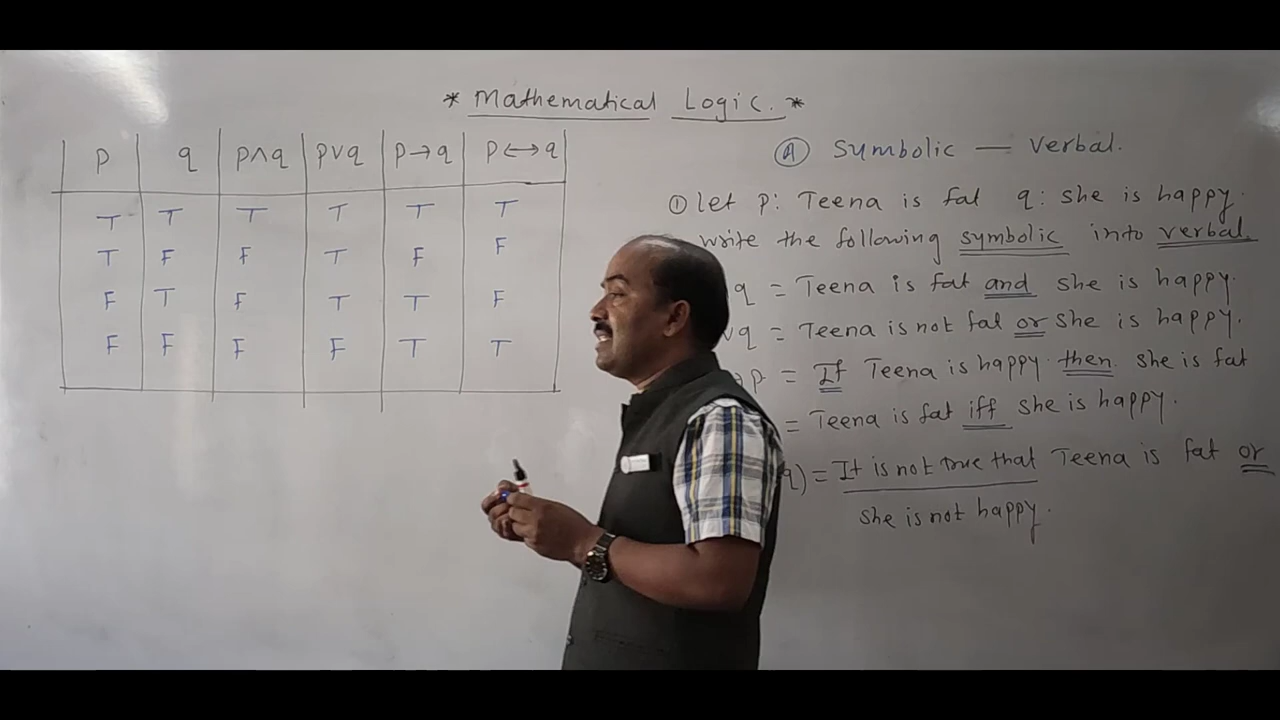 * Mathematical Logic. *
p q p∧q p∨q p→q p↔q
T T T T T T
T F F T F F
F T F T T F
F F F F T T
Ⓐ Symbolic — Verbal.
① Let p: Teena is fat q: she is happy.
write the following symbolic into verbal.
q = Teena is fat and she is happy.
∨q = Teena is not fat or she is happy.
p = If Teena is happy then she is fat
= Teena is fat iff she is happy.
q) = It is not true that Teena is fat or
she is not happy.